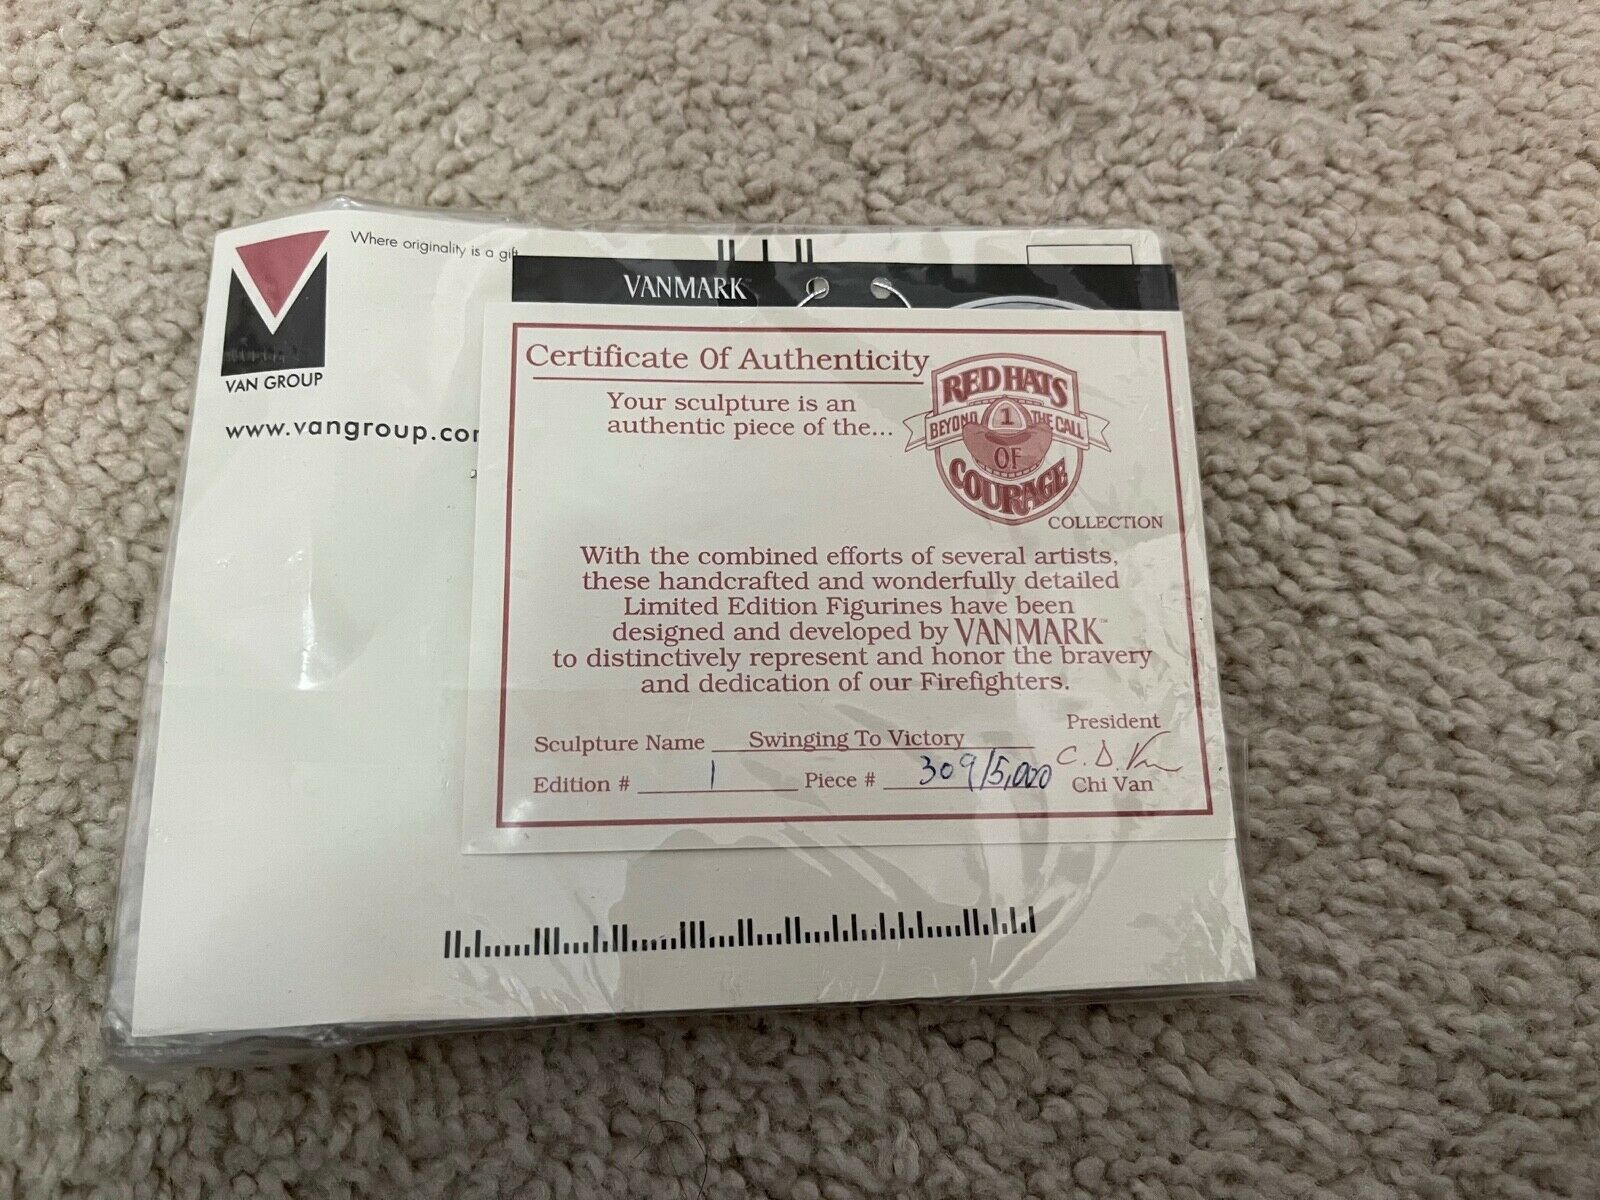 Where originality is a gift
VAN GROUP
www.vangroup.co
VANMARK
Certificate Of Authenticity
Your sculpture is an
authentic piece of the...
RED HATS
BEYOND 1 THE CALL
OF
COURAGE
COLLECTION
With the combined efforts of several artists,
these handcrafted and wonderfully detailed
Limited Edition Figurines have been
designed and developed by VANMARK™
to distinctively represent and honor the bravery
and dedication of our Firefighters.
President
Sculpture Name Swinging To Victory
C. D. Van
Edition # 1 Piece # 309/5,000 Chi Van